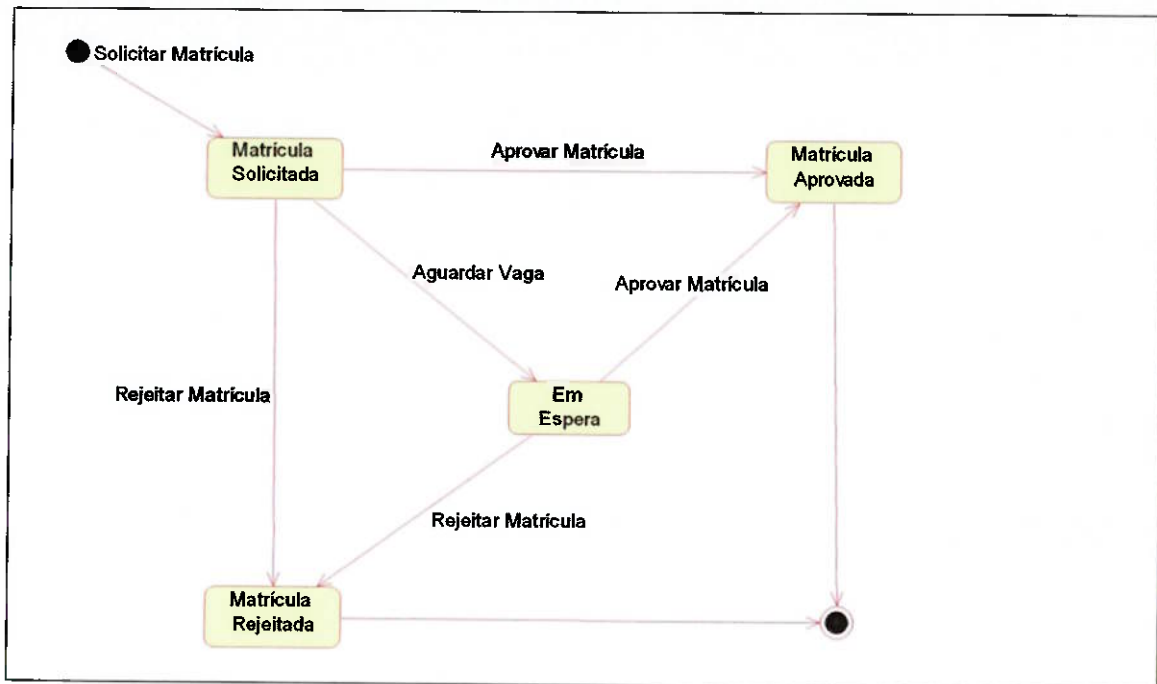 Solicitar Matrícula
Matrícula
Solicitada
Aprovar Matrícula
Matrícula
Aprovada
Aguardar Vaga
Aprovar Matrícula
Rejeitar Matrícula
Em
Espera
Rejeitar Matrícula
Matrícula
Rejeitada